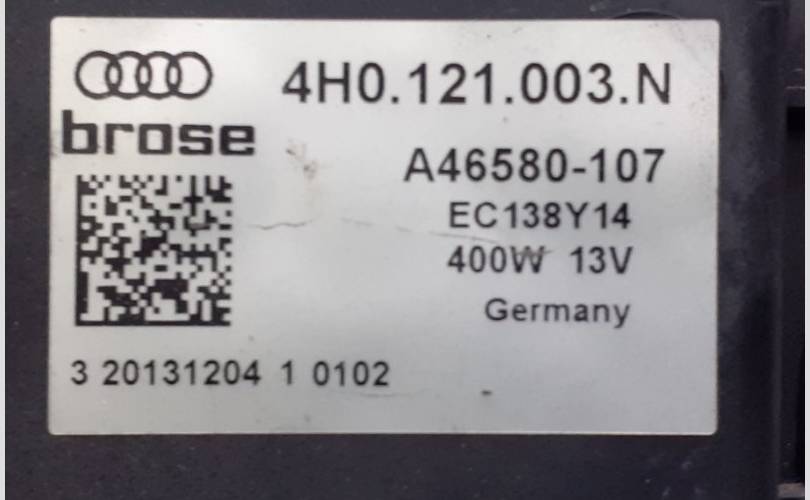 4H0.121.003.N
brose
A46580-107
EC138Y14
400W 13V
Germany
3 20131204 1 0102